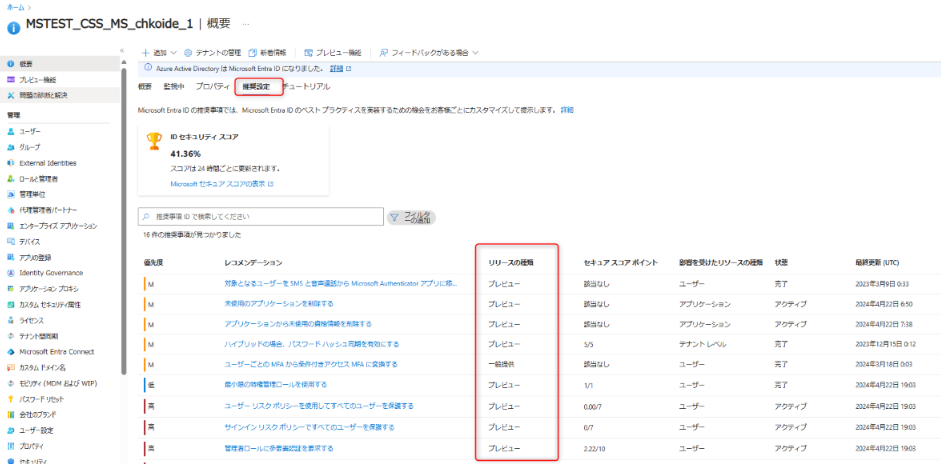 ホーム >
MSTEST_CSS_MS_chkoide_1 | 概要 …
+ 追加 テナントの管理 新着情報 プレビュー機能 フィードバックがある場合
Azure Active Directory は Microsoft Entra ID になりました。 詳細
概要 監視中 プロパティ 推奨設定 チュートリアル
Microsoft Entra ID の推奨事項では、Microsoft Entra ID のベスト プラクティスを実装するための機会をお客様ごとにカスタマイズして提示します。 詳細
ID セキュリティ スコア
41.36%
スコアは 24 時間ごとに更新されます。
Microsoft セキュア スコアの表示
推奨事項 ID で検索してください
フィルターの追加
16 件の推奨事項が見つかりました
優先度 レコメンデーション リリースの種類 セキュア スコア ポイント 影響を受けたリソースの種類 状態 最終更新 (UTC)
M 対象となるユーザーを SMS と音声通話から Microsoft Authenticator アプリに移... プレビュー 該当なし ユーザー 完了 2023年3月9日 0:33
M 未使用のアプリケーションを削除する プレビュー 該当なし アプリケーション アクティブ 2024年4月22日 6:50
M アプリケーションから未使用の資格情報を削除する プレビュー 該当なし アプリケーション アクティブ 2024年4月22日 7:38
M ハイブリッドの場合、パスワード ハッシュ同期を有効にする プレビュー 5/5 テナント レベル 完了 2023年12月15日 0:12
M ユーザーごとの MFA から条件付きアクセス MFA に変換する 一般提供 該当なし ユーザー 完了 2024年3月18日 0:03
低 最小限の特権管理ロールを使用する プレビュー 1/1 ユーザー 完了 2024年4月22日 19:03
高 ユーザー リスク ポリシーを使用してすべてのユーザーを保護する プレビュー 0.00/7 ユーザー アクティブ 2024年4月22日 19:03
高 サインイン リスク ポリシーですべてのユーザーを保護する プレビュー 0/7 ユーザー アクティブ 2024年4月22日 19:03
高 管理者ロールに多要素認証を要求する プレビュー 2.22/10 ユーザー アクティブ 2024年4月22日 19:03
概要
プレビュー機能
問題の診断と解決
管理
ユーザー
グループ
External Identities
ロールと管理者
管理単位
代理管理者パートナー
エンタープライズ アプリケーション
デバイス
アプリの登録
Identity Governance
アプリケーション プロキシ
カスタム セキュリティ属性
ライセンス
テナント間同期
Microsoft Entra Connect
カスタム ドメイン名
モビリティ (MDM および WIP)
パスワード リセット
会社のブランド
ユーザー設定
プロパティ
セキュリティ